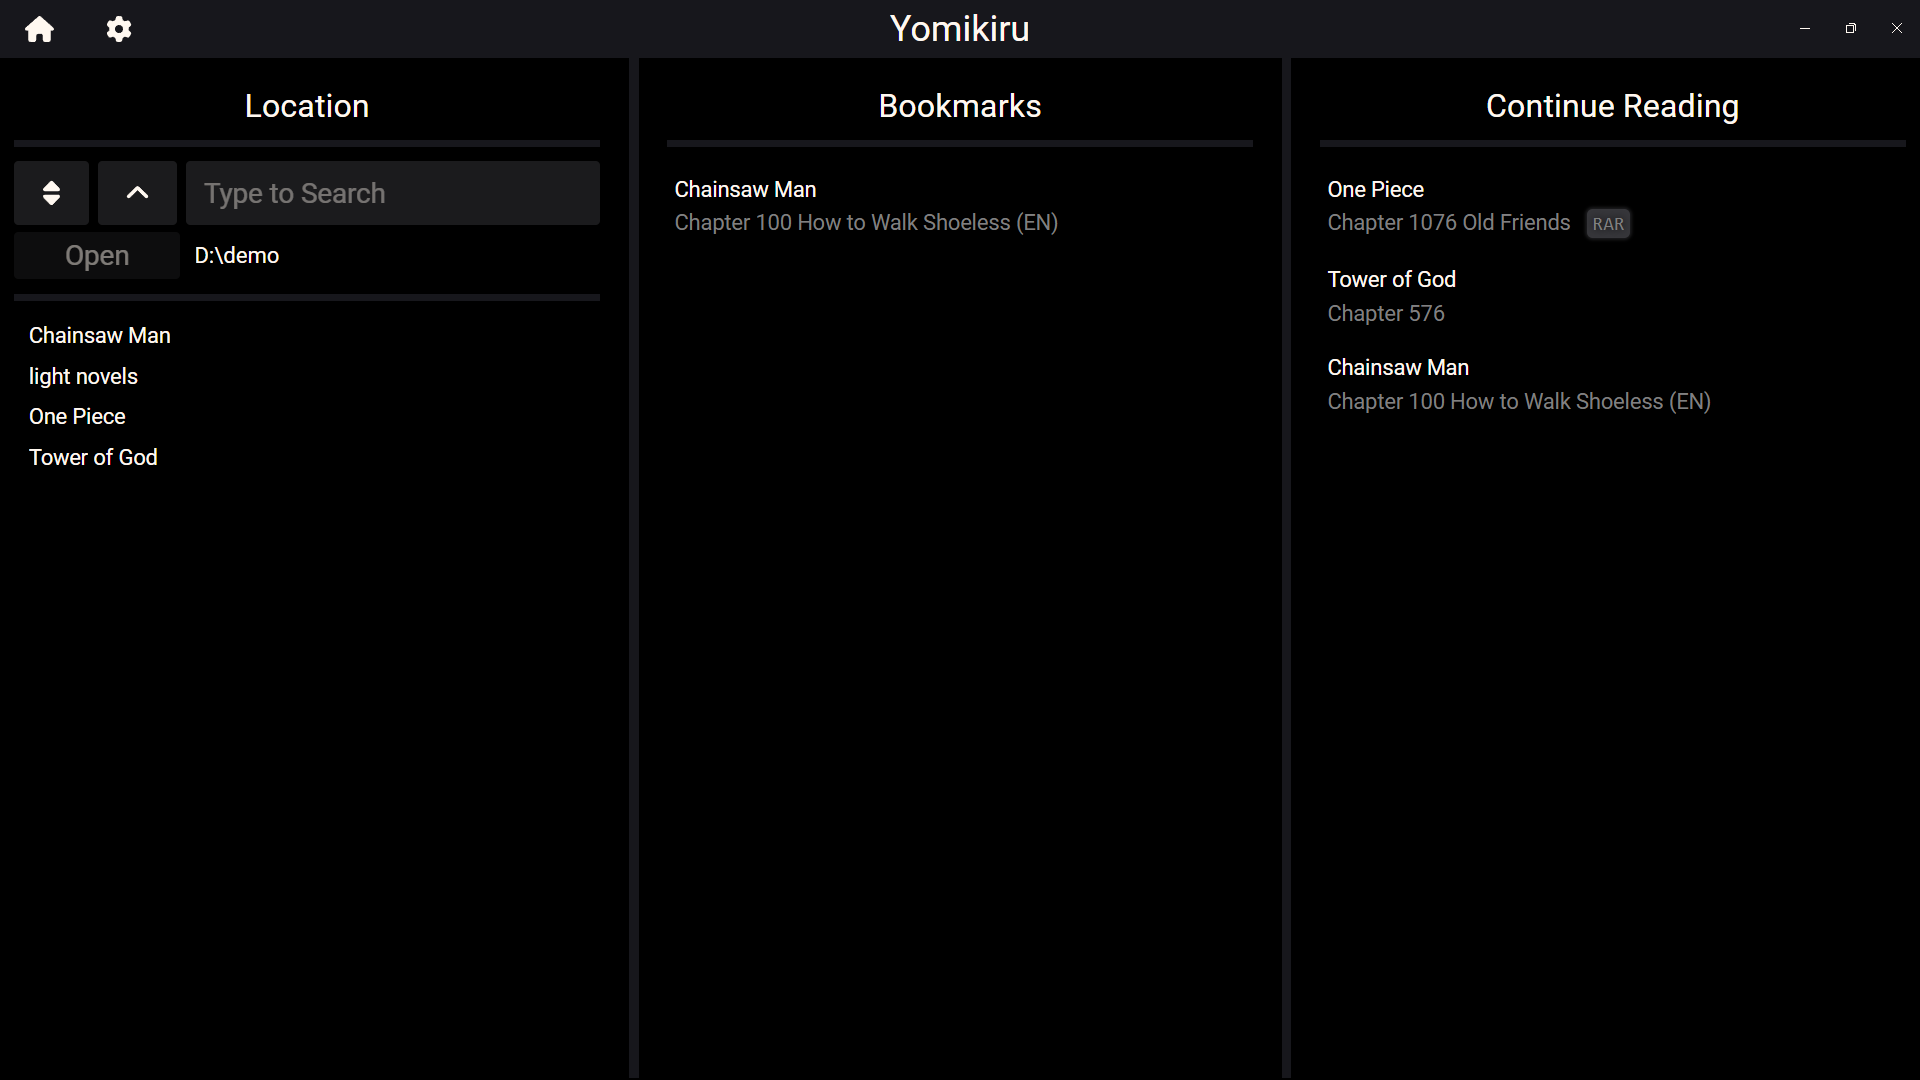 Yomikiru
Location
Type to Search
Open D:\demo
Chainsaw Man
light novels
One Piece
Tower of God
Bookmarks
Chainsaw Man
Chapter 100 How to Walk Shoeless (EN)
Continue Reading
One Piece
Chapter 1076 Old Friends RAR
Tower of God
Chapter 576
Chainsaw Man
Chapter 100 How to Walk Shoeless (EN)